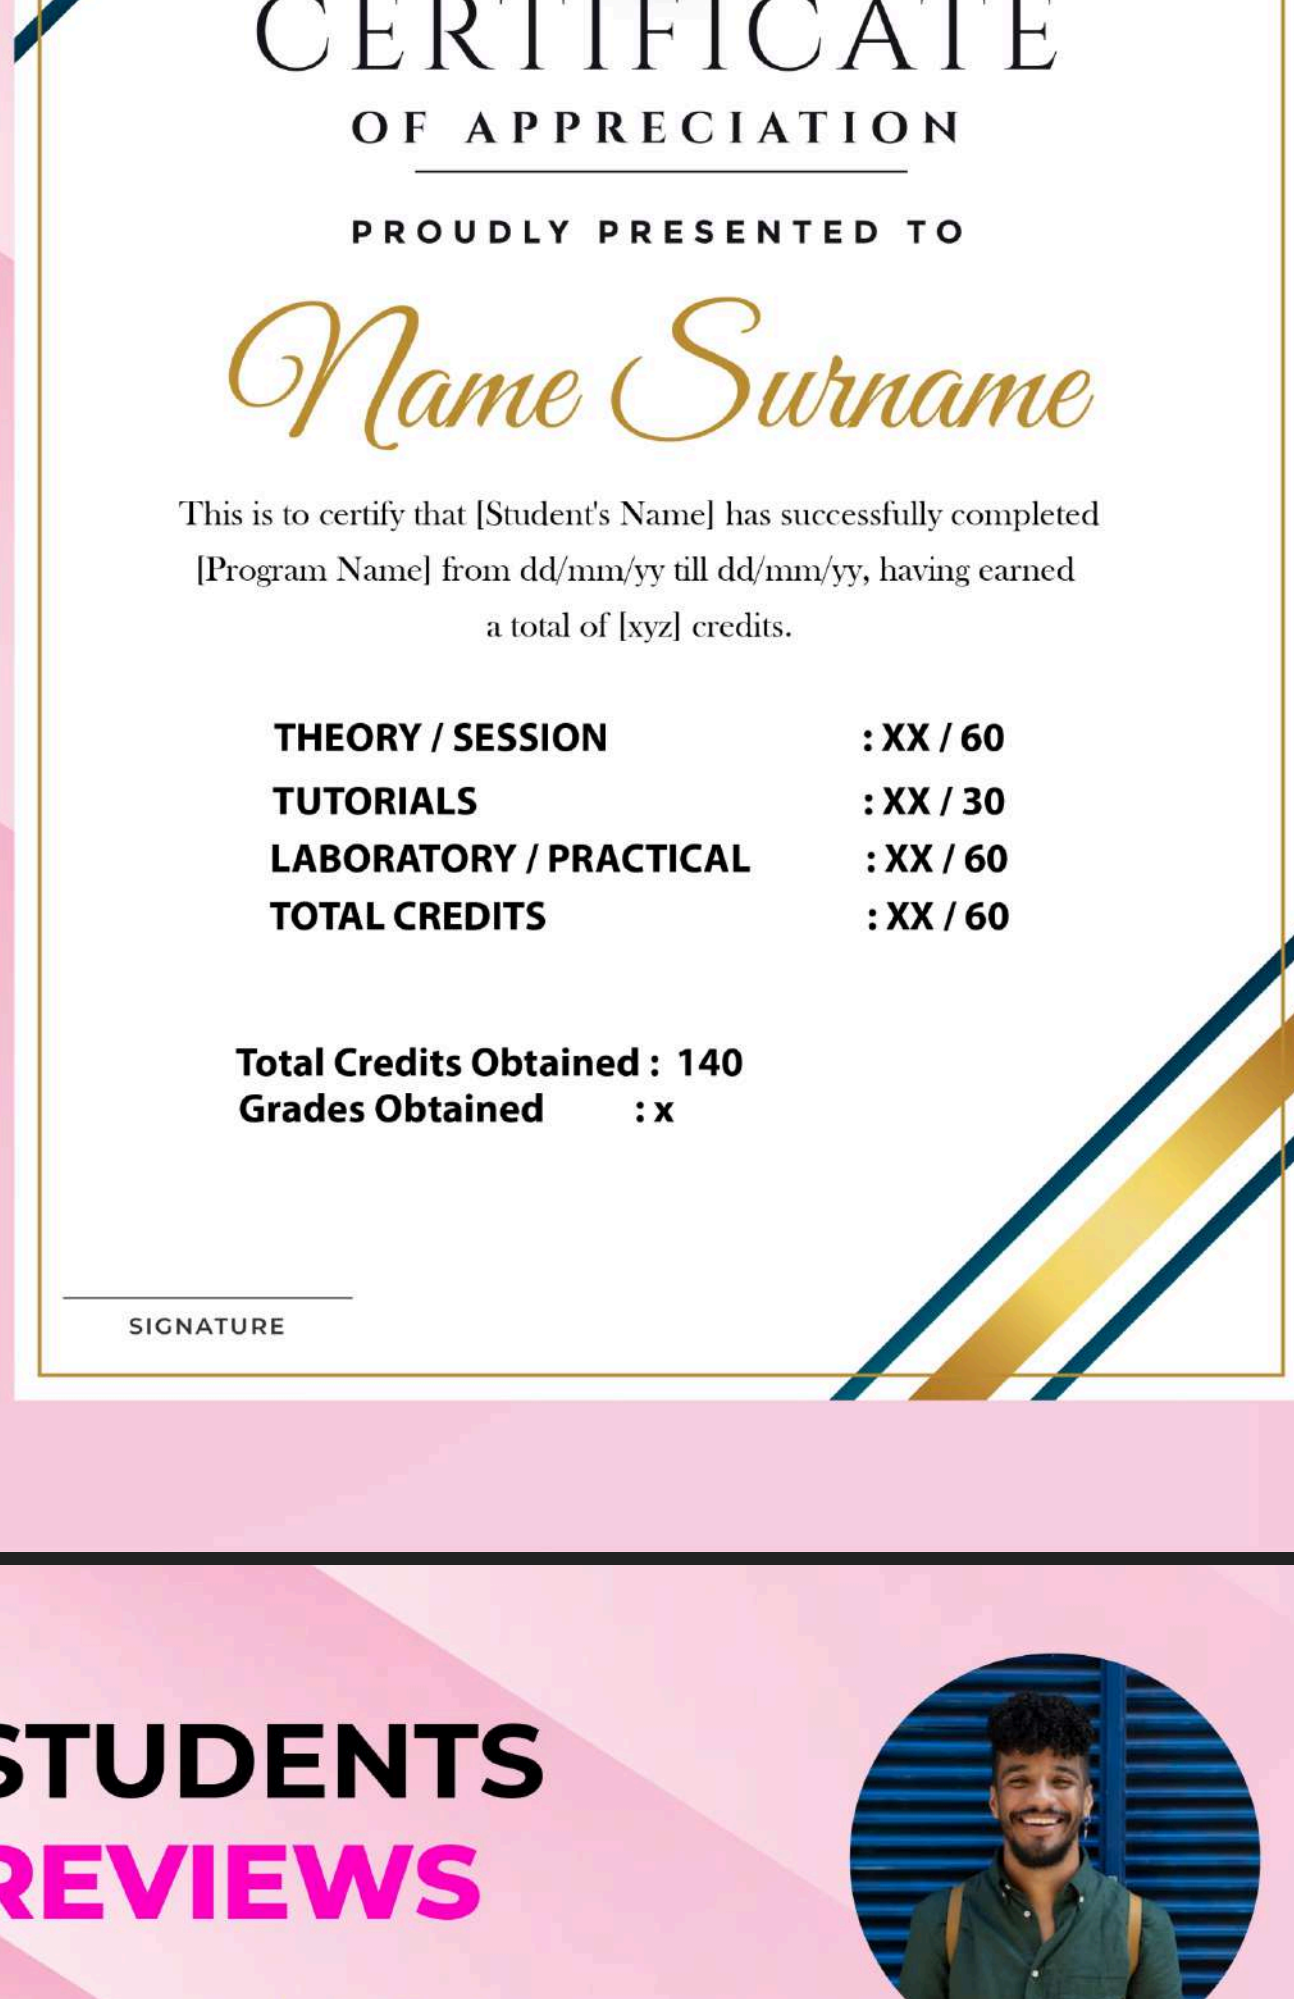 CERTIFICATE
OF APPRECIATION
PROUDLY PRESENTED TO
Name Surname
This is to certify that [Student's Name] has successfully completed
[Program Name] from dd/mm/yy till dd/mm/yy, having earned
a total of [xyz] credits.
THEORY / SESSION : XX / 60
TUTORIALS : XX / 30
LABORATORY / PRACTICAL : XX / 60
TOTAL CREDITS : XX / 60
Total Credits Obtained : 140
Grades Obtained : x
SIGNATURE
STUDENTS
REVIEWS